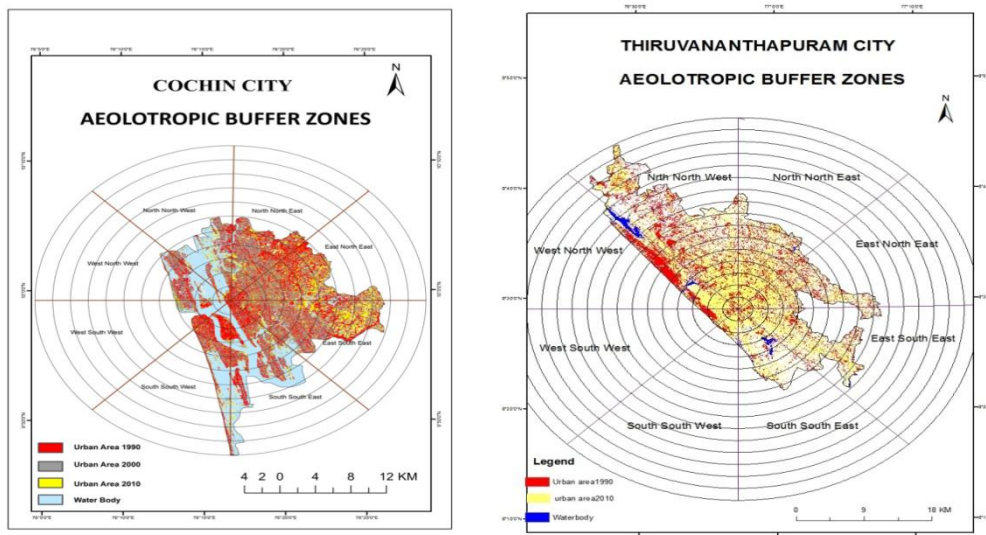 N
COCHIN CITY
AEOLOTROPIC BUFFER ZONES
North North West
North North East
West North West
East North East
West South West
East South East
South South West
South South East
Urban Area 1990
Urban Area 2000
Urban Area 2010
Water Body
4 2 0 4 8 12 KM
THIRUVANANTHAPURAM CITY
AEOLOTROPIC BUFFER ZONES
N
Nrth North West
North North East
West North West
East North East
West South West
East South East
South South West
South South East
Legend
Urban area1990
urban area2010
Waterbody
0 9 18 KM